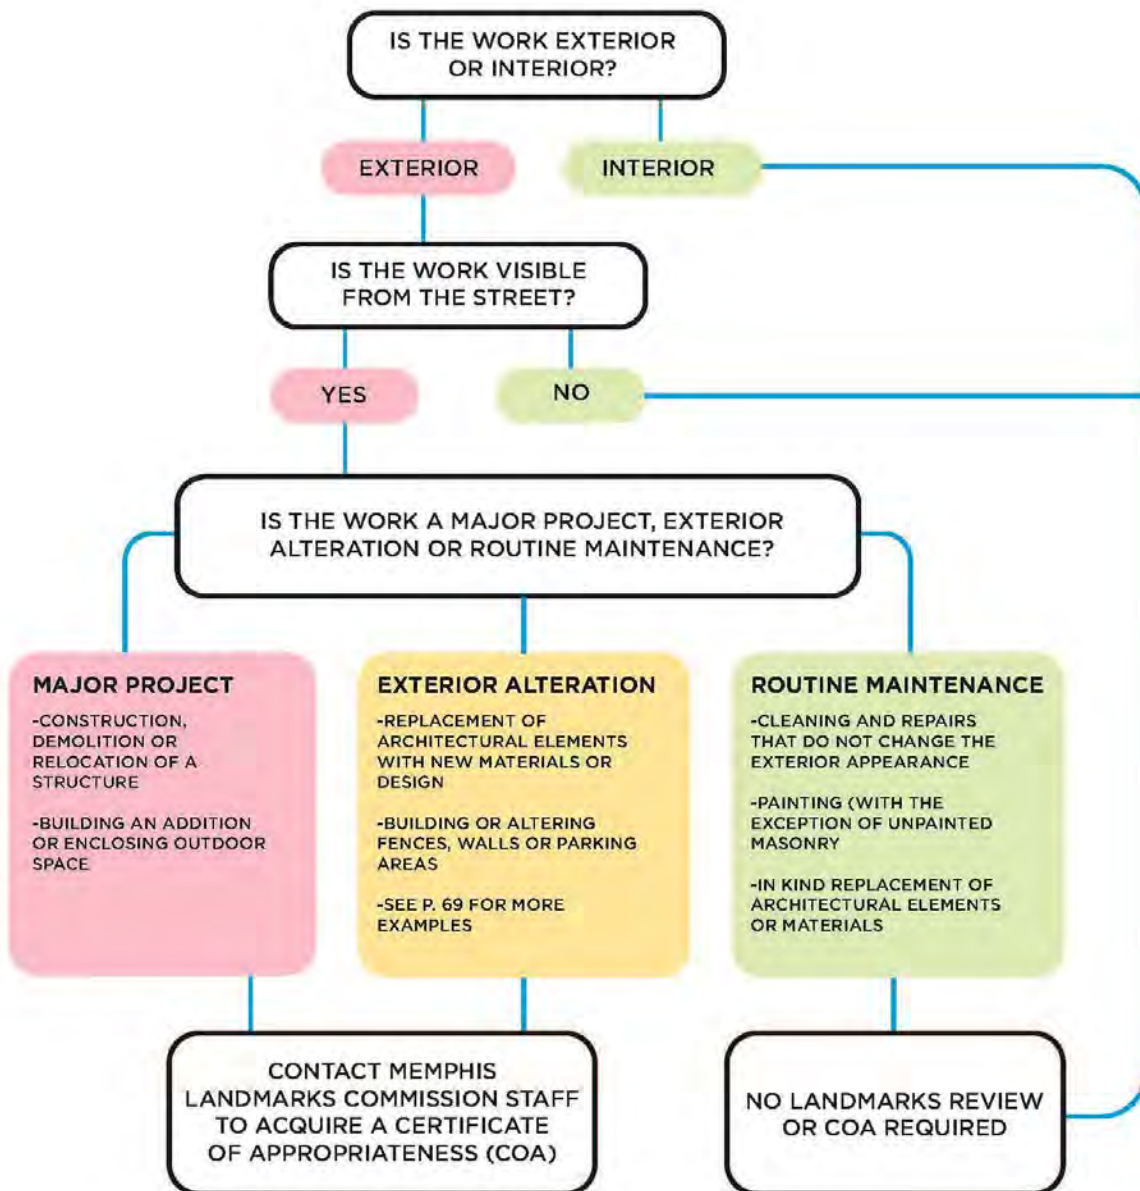 IS THE WORK EXTERIOR
OR INTERIOR?
EXTERIOR
INTERIOR
IS THE WORK VISIBLE
FROM THE STREET?
YES
NO
IS THE WORK A MAJOR PROJECT, EXTERIOR
ALTERATION OR ROUTINE MAINTENANCE?
MAJOR PROJECT
-CONSTRUCTION,
DEMOLITION OR
RELOCATION OF A
STRUCTURE
-BUILDING AN ADDITION
OR ENCLOSING OUTDOOR
SPACE
EXTERIOR ALTERATION
-REPLACEMENT OF
ARCHITECTURAL ELEMENTS
WITH NEW MATERIALS OR
DESIGN
-BUILDING OR ALTERING
FENCES, WALLS OR PARKING
AREAS
-SEE P. 69 FOR MORE
EXAMPLES
ROUTINE MAINTENANCE
-CLEANING AND REPAIRS
THAT DO NOT CHANGE THE
EXTERIOR APPEARANCE
-PAINTING (WITH THE
EXCEPTION OF UNPAINTED
MASONRY
-IN KIND REPLACEMENT OF
ARCHITECTURAL ELEMENTS
OR MATERIALS
CONTACT MEMPHIS
LANDMARKS COMMISSION STAFF
TO ACQUIRE A CERTIFICATE
OF APPROPRIATENESS (COA)
NO LANDMARKS REVIEW
OR COA REQUIRED